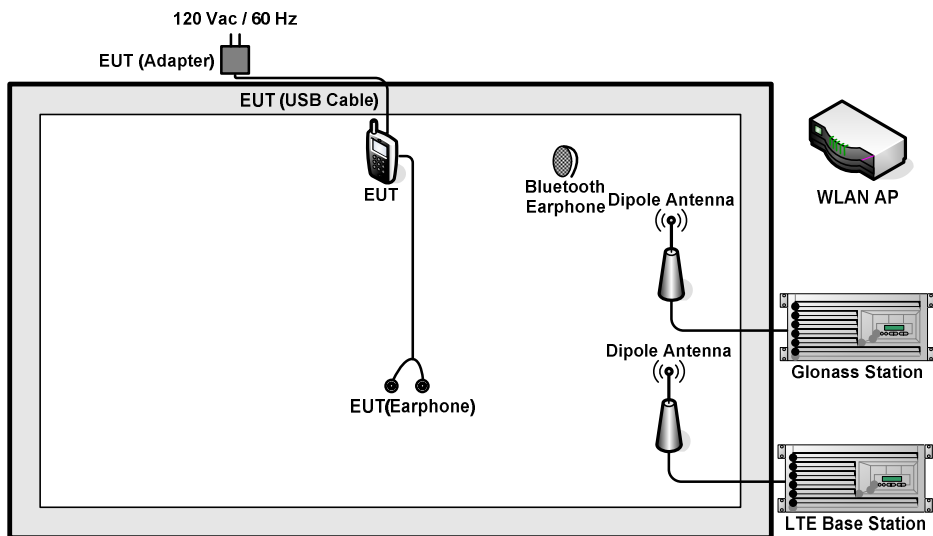 120 Vac / 60 Hz
EUT (Adapter)
EUT (USB Cable)
EUT
Bluetooth
Earphone
Dipole Antenna
WLAN AP
Glonass Station
Dipole Antenna
EUT(Earphone)
LTE Base Station